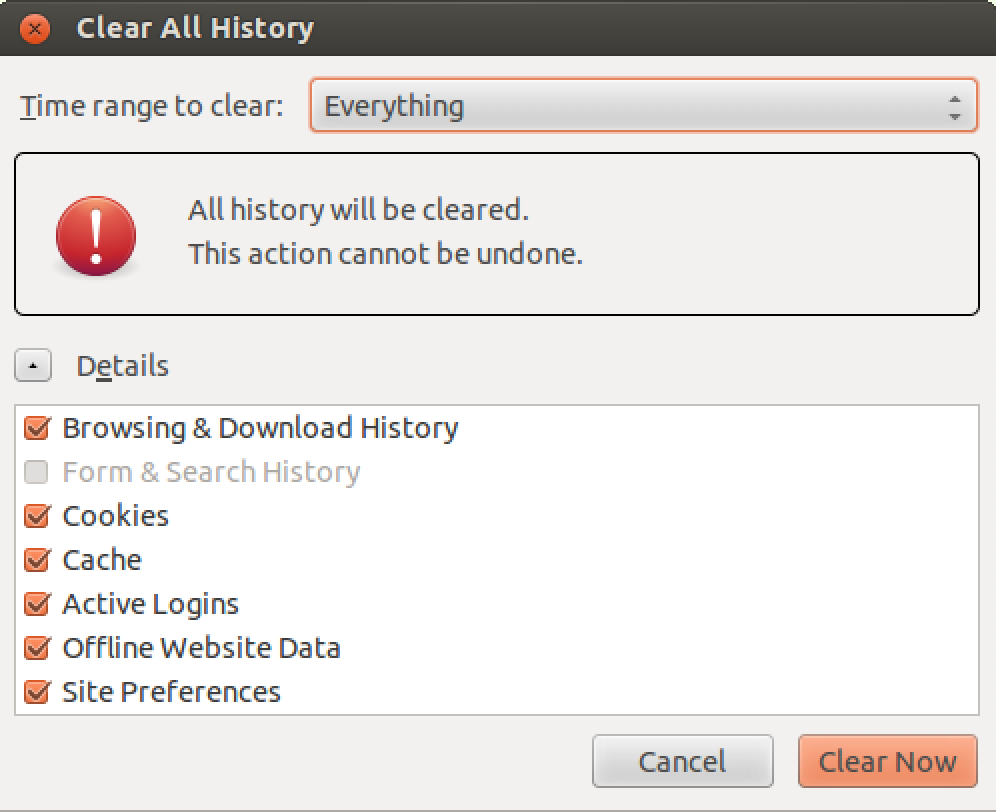 Clear All History
Time range to clear: Everything
All history will be cleared.
This action cannot be undone.
Details
Browsing & Download History
Form & Search History
Cookies
Cache
Active Logins
Offline Website Data
Site Preferences
Cancel Clear Now